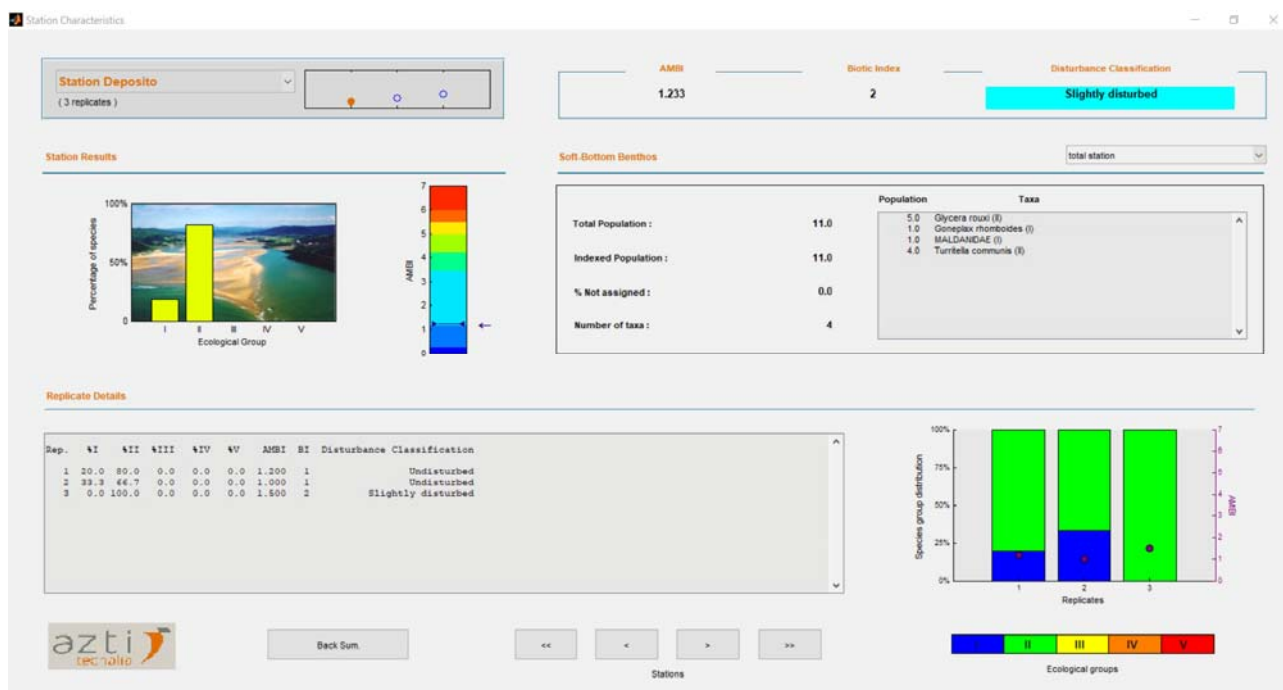 Station Characteristics
Station Deposito
( 3 replicates )
AMBI
Biotic Index
Disturbance Classification
1.233
2
Slightly disturbed
Station Results
Soft-Bottom Benthos
total station
100%
50%
0
Percentage of species
I II III IV V
Ecological Group
7
6
5
4
3
2
1
0
AMBI
Total Population : 11.0
Indexed Population : 11.0
% Not assigned : 0.0
Number of taxa : 4
Population Taxa
5.0 Glycera rouxi (II)
1.0 Goneplax rhomboides (I)
1.0 MALDANIDAE (I)
4.0 Turritella communis (II)
Replicate Details
Rep. %I %II %III %IV %V AMBI BI Disturbance Classification
1 20.0 80.0 0.0 0.0 0.0 1.200 1 Undisturbed
2 33.3 66.7 0.0 0.0 0.0 1.000 1 Undisturbed
3 0.0 100.0 0.0 0.0 0.0 1.500 2 Slightly disturbed
100%
75%
50%
25%
0%
Species group distribution
7
6
5
4
3
2
1
0
AMBI
1 2 3
Replicates
azti
tecnalia
Back Sum.
<< < > >>
Stations
II III IV V
Ecological groups